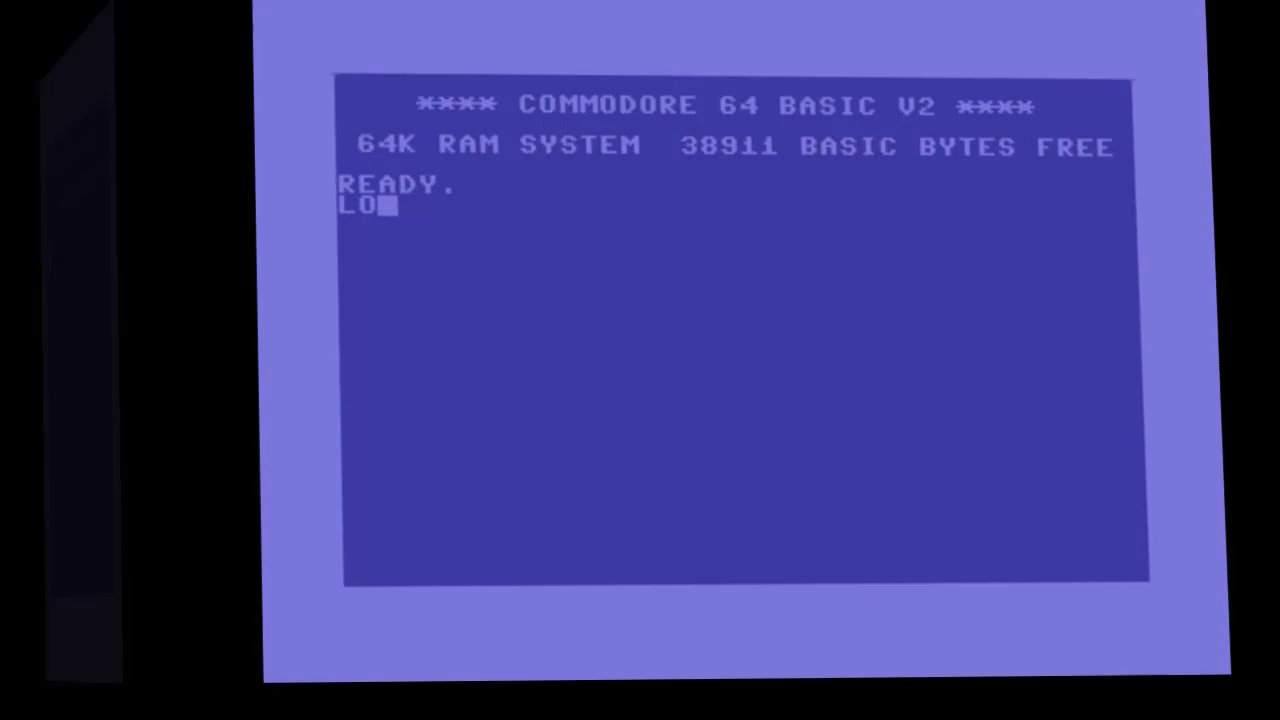 **** COMMODORE 64 BASIC V2 ****
64K RAM SYSTEM  38911 BASIC BYTES FREE
READY.
LO